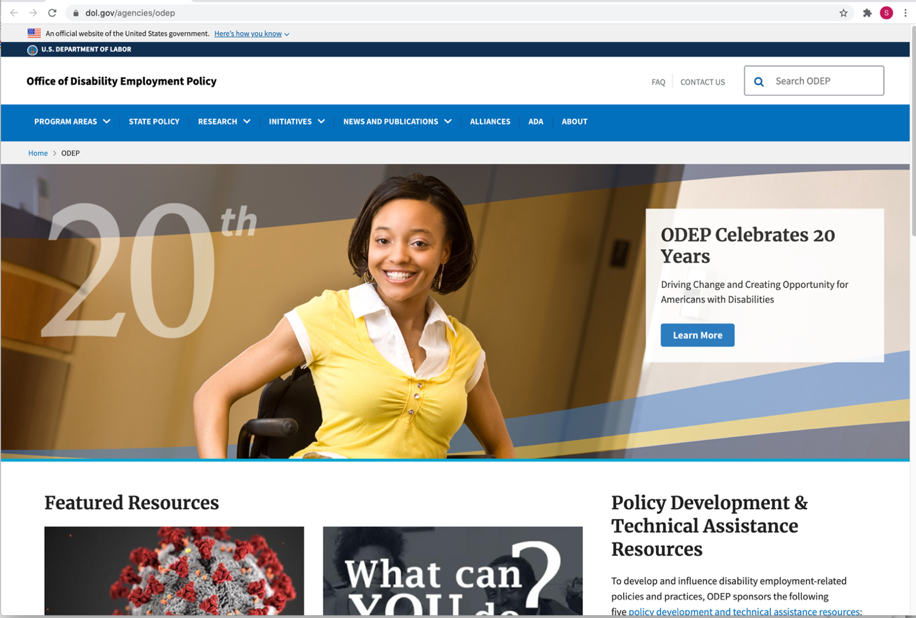 dol.gov/agencies/odep
S
An official website of the United States government. Here's how you know
U.S. DEPARTMENT OF LABOR
Office of Disability Employment Policy
FAQ
CONTACT US
Search ODEP
PROGRAM AREAS
STATE POLICY
RESEARCH
INITIATIVES
NEWS AND PUBLICATIONS
ALLIANCES
ADA
ABOUT
Home > ODEP
20th
ODEP Celebrates 20
Years
Driving Change and Creating Opportunity for
Americans with Disabilities
Learn More
Featured Resources
What can
YOU do
?
Policy Development &
Technical Assistance
Resources
To develop and influence disability employment-related
policies and practices, ODEP sponsors the following
five policy development and technical assistance resources: